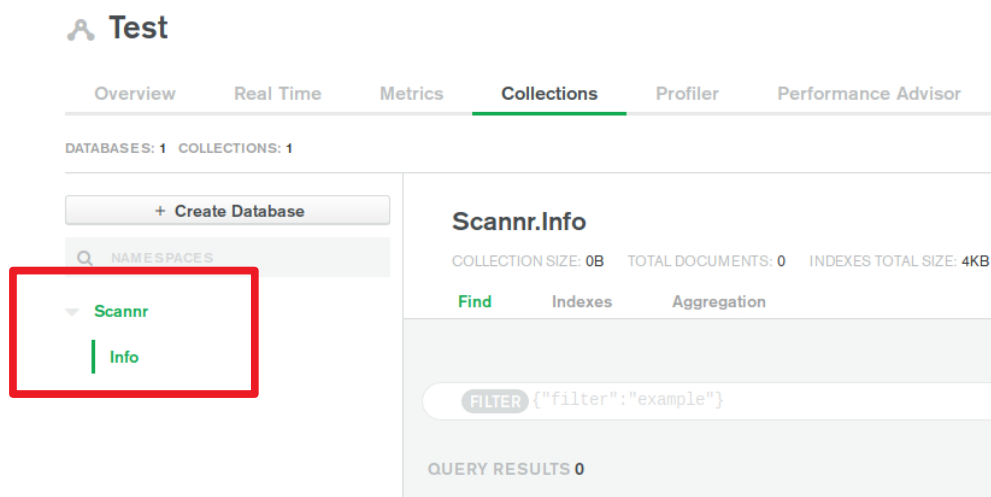 Test
Overview Real Time Metrics Collections Profiler Performance Advisor
DATABASES: 1 COLLECTIONS: 1
+ Create Database
NAMESPACES
Scannr
Info
Scannr.Info
COLLECTION SIZE: 0B TOTAL DOCUMENTS: 0 INDEXES TOTAL SIZE: 4KB
Find Indexes Aggregation
FILTER {"filter":"example"}
QUERY RESULTS 0